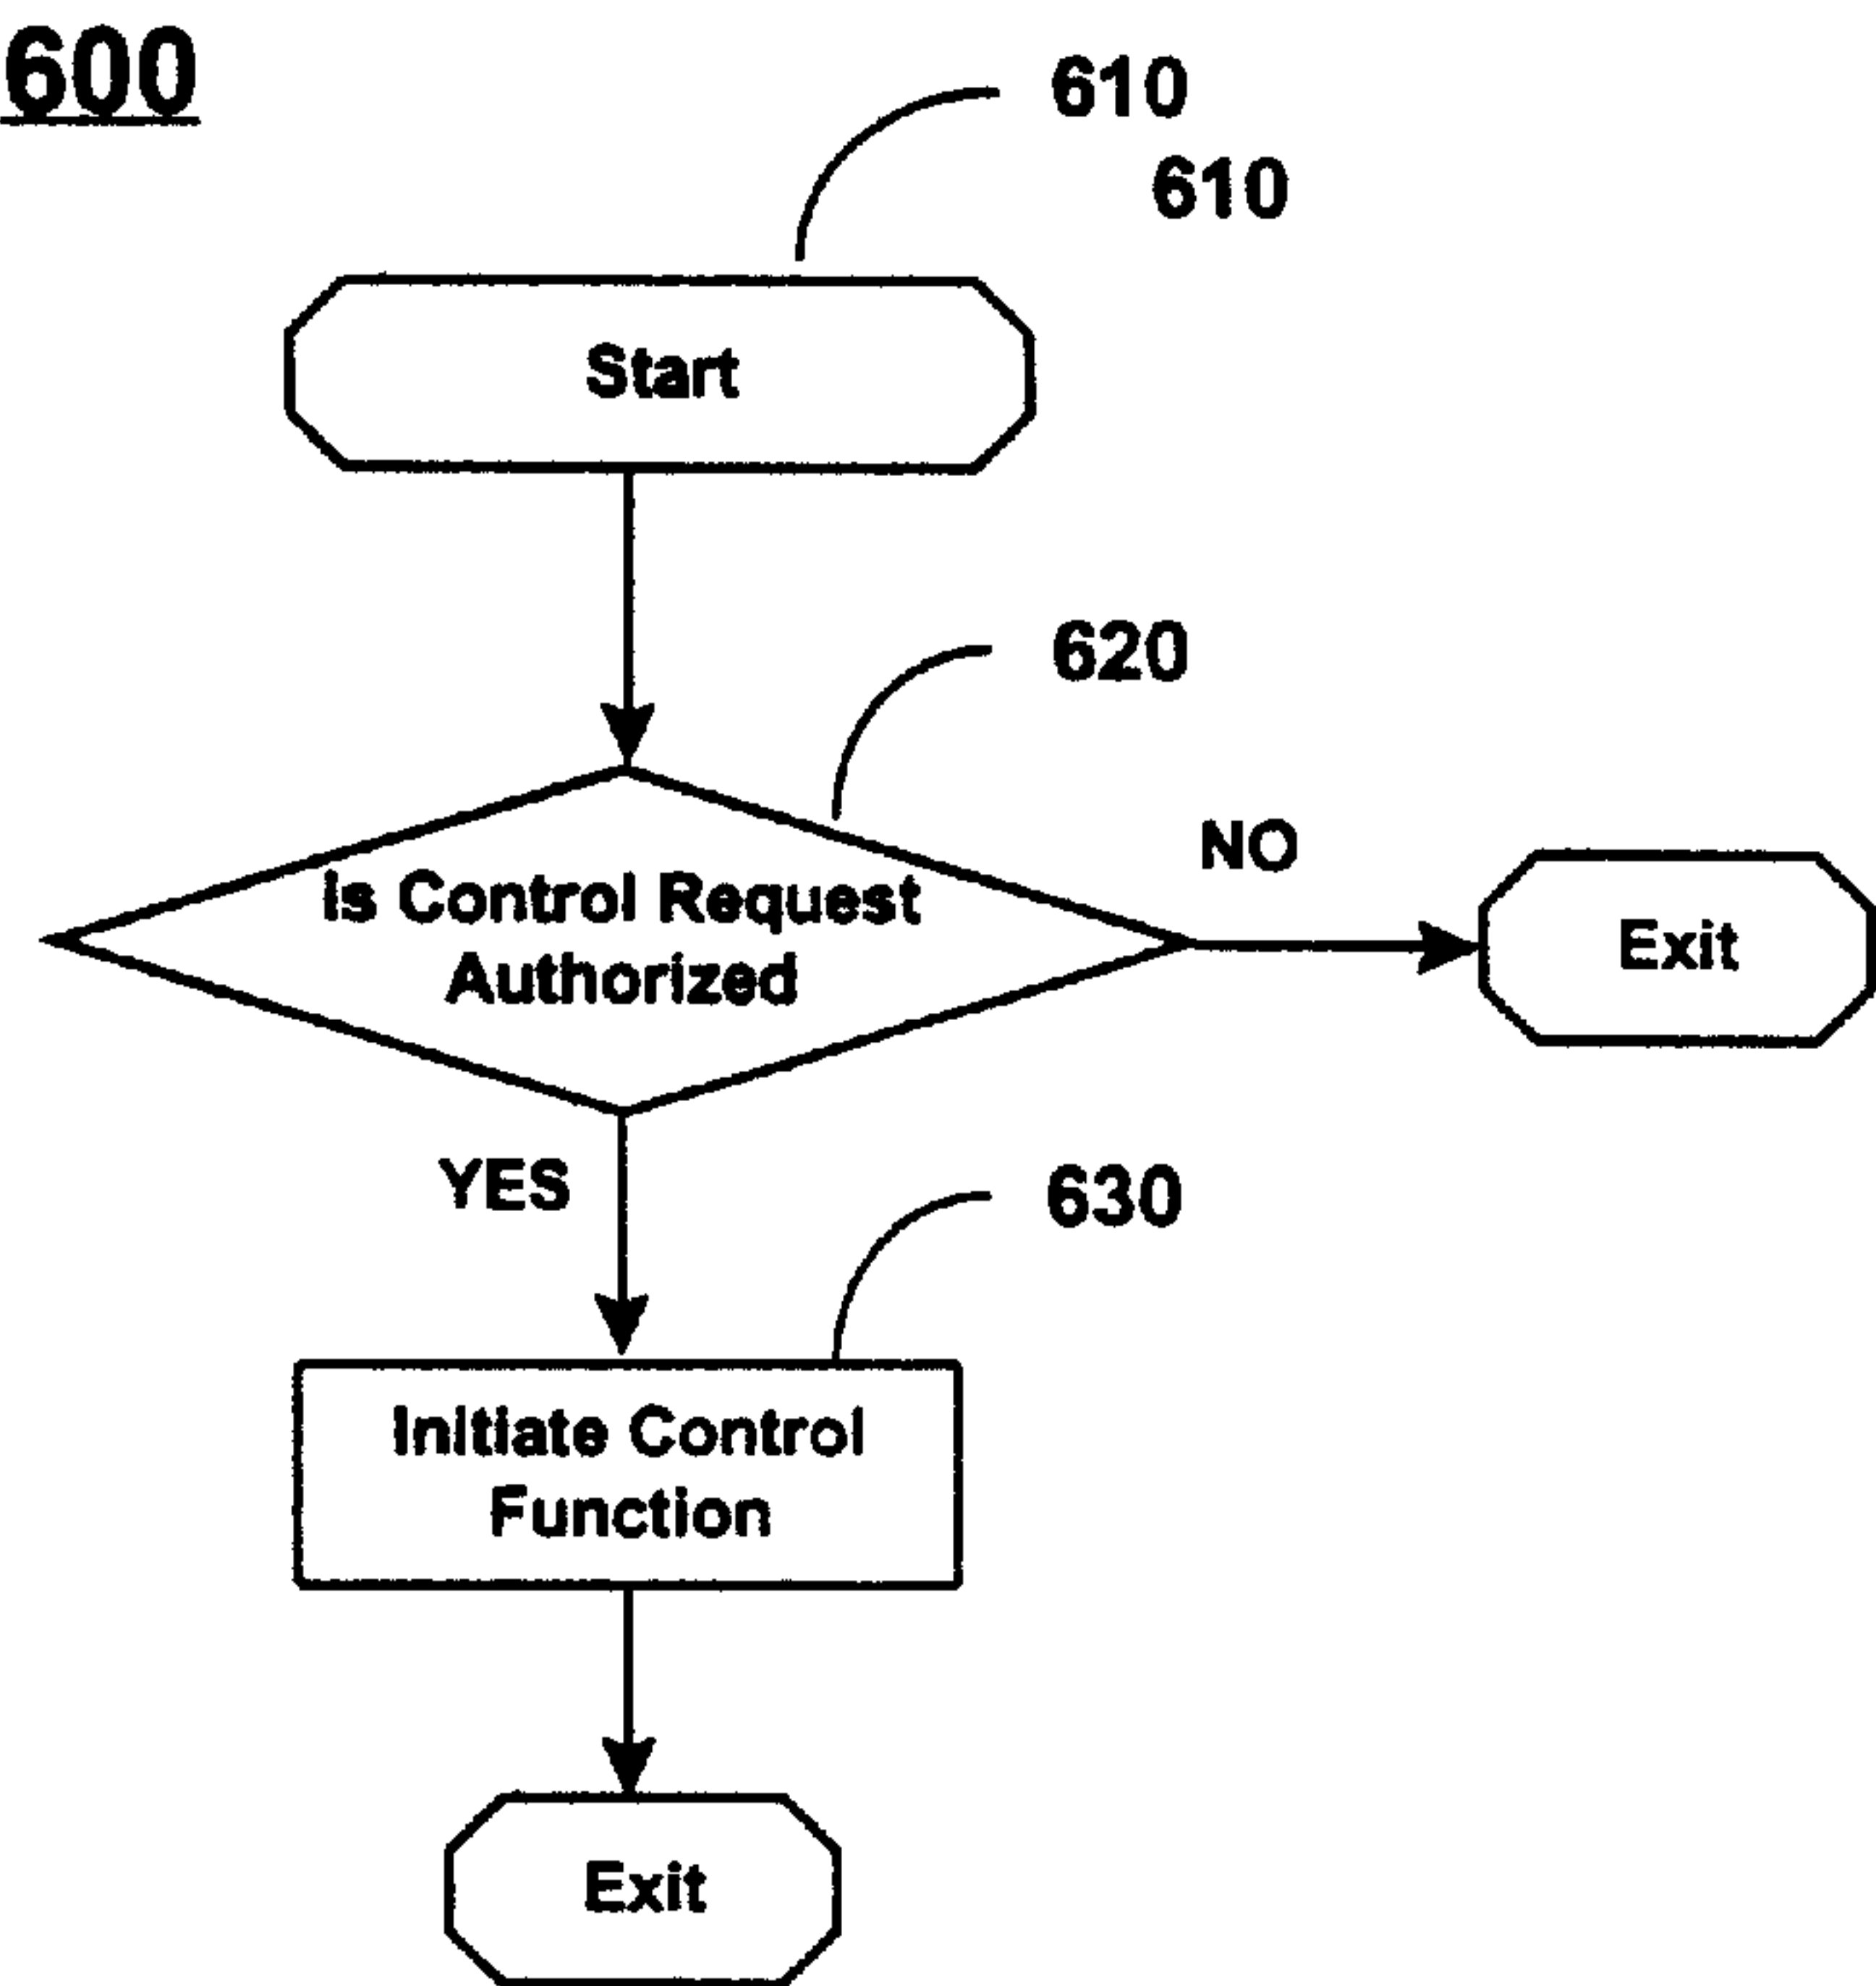 600
610
610
Start
620
NO
Is Control Request
Authorized
Exit
YES
630
Initiate Control
Function
Exit